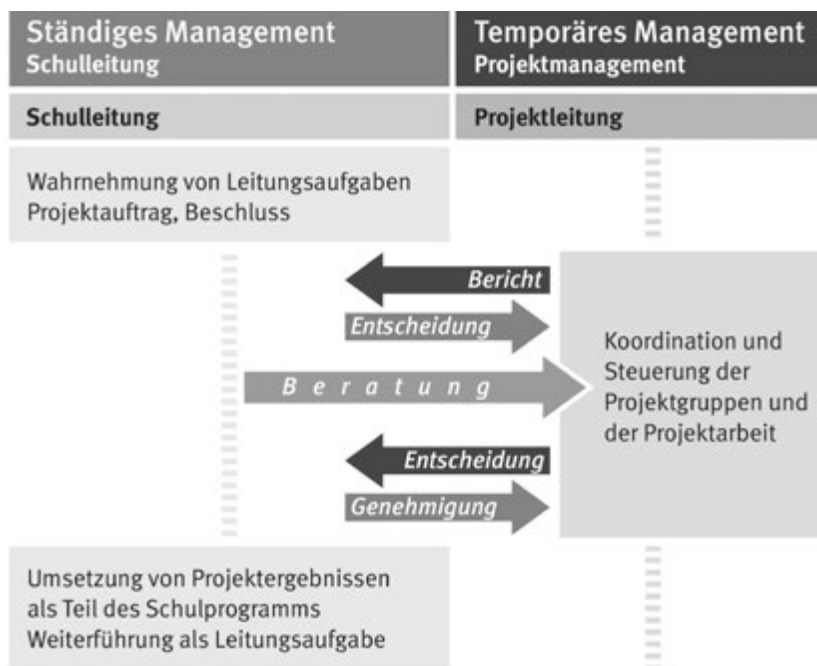 Ständiges Management
Schulleitung
Temporäres Management
Projektmanagement
Schulleitung
Projektleitung
Wahrnehmung von Leitungsaufgaben
Projektauftrag, Beschluss
Bericht
Entscheidung
Beratung
Entscheidung
Genehmigung
Koordination und
Steuerung der
Projektgruppen und
der Projektarbeit
Umsetzung von Projektergebnissen
als Teil des Schulprogramms
Weiterführung als Leitungsaufgabe